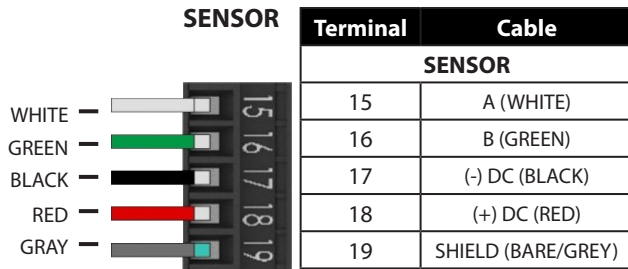 SENSOR
Terminal Cable
SENSOR
15 A (WHITE)
16 B (GREEN)
17 (-) DC (BLACK)
18 (+) DC (RED)
19 SHIELD (BARE/GREY)
WHITE
GREEN
BLACK
RED
GRAY
15
16
17
18
19